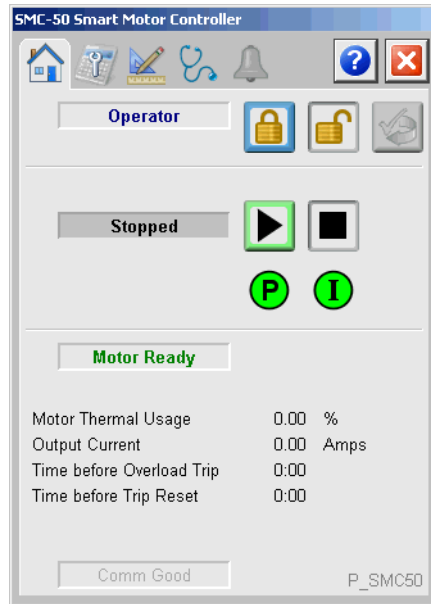 SMC-50 Smart Motor Controller
?
Operator
Stopped
P I
Motor Ready
Motor Thermal Usage 0.00 %
Output Current 0.00 Amps
Time before Overload Trip 0:00
Time before Trip Reset 0:00
Comm Good
P_SMC50